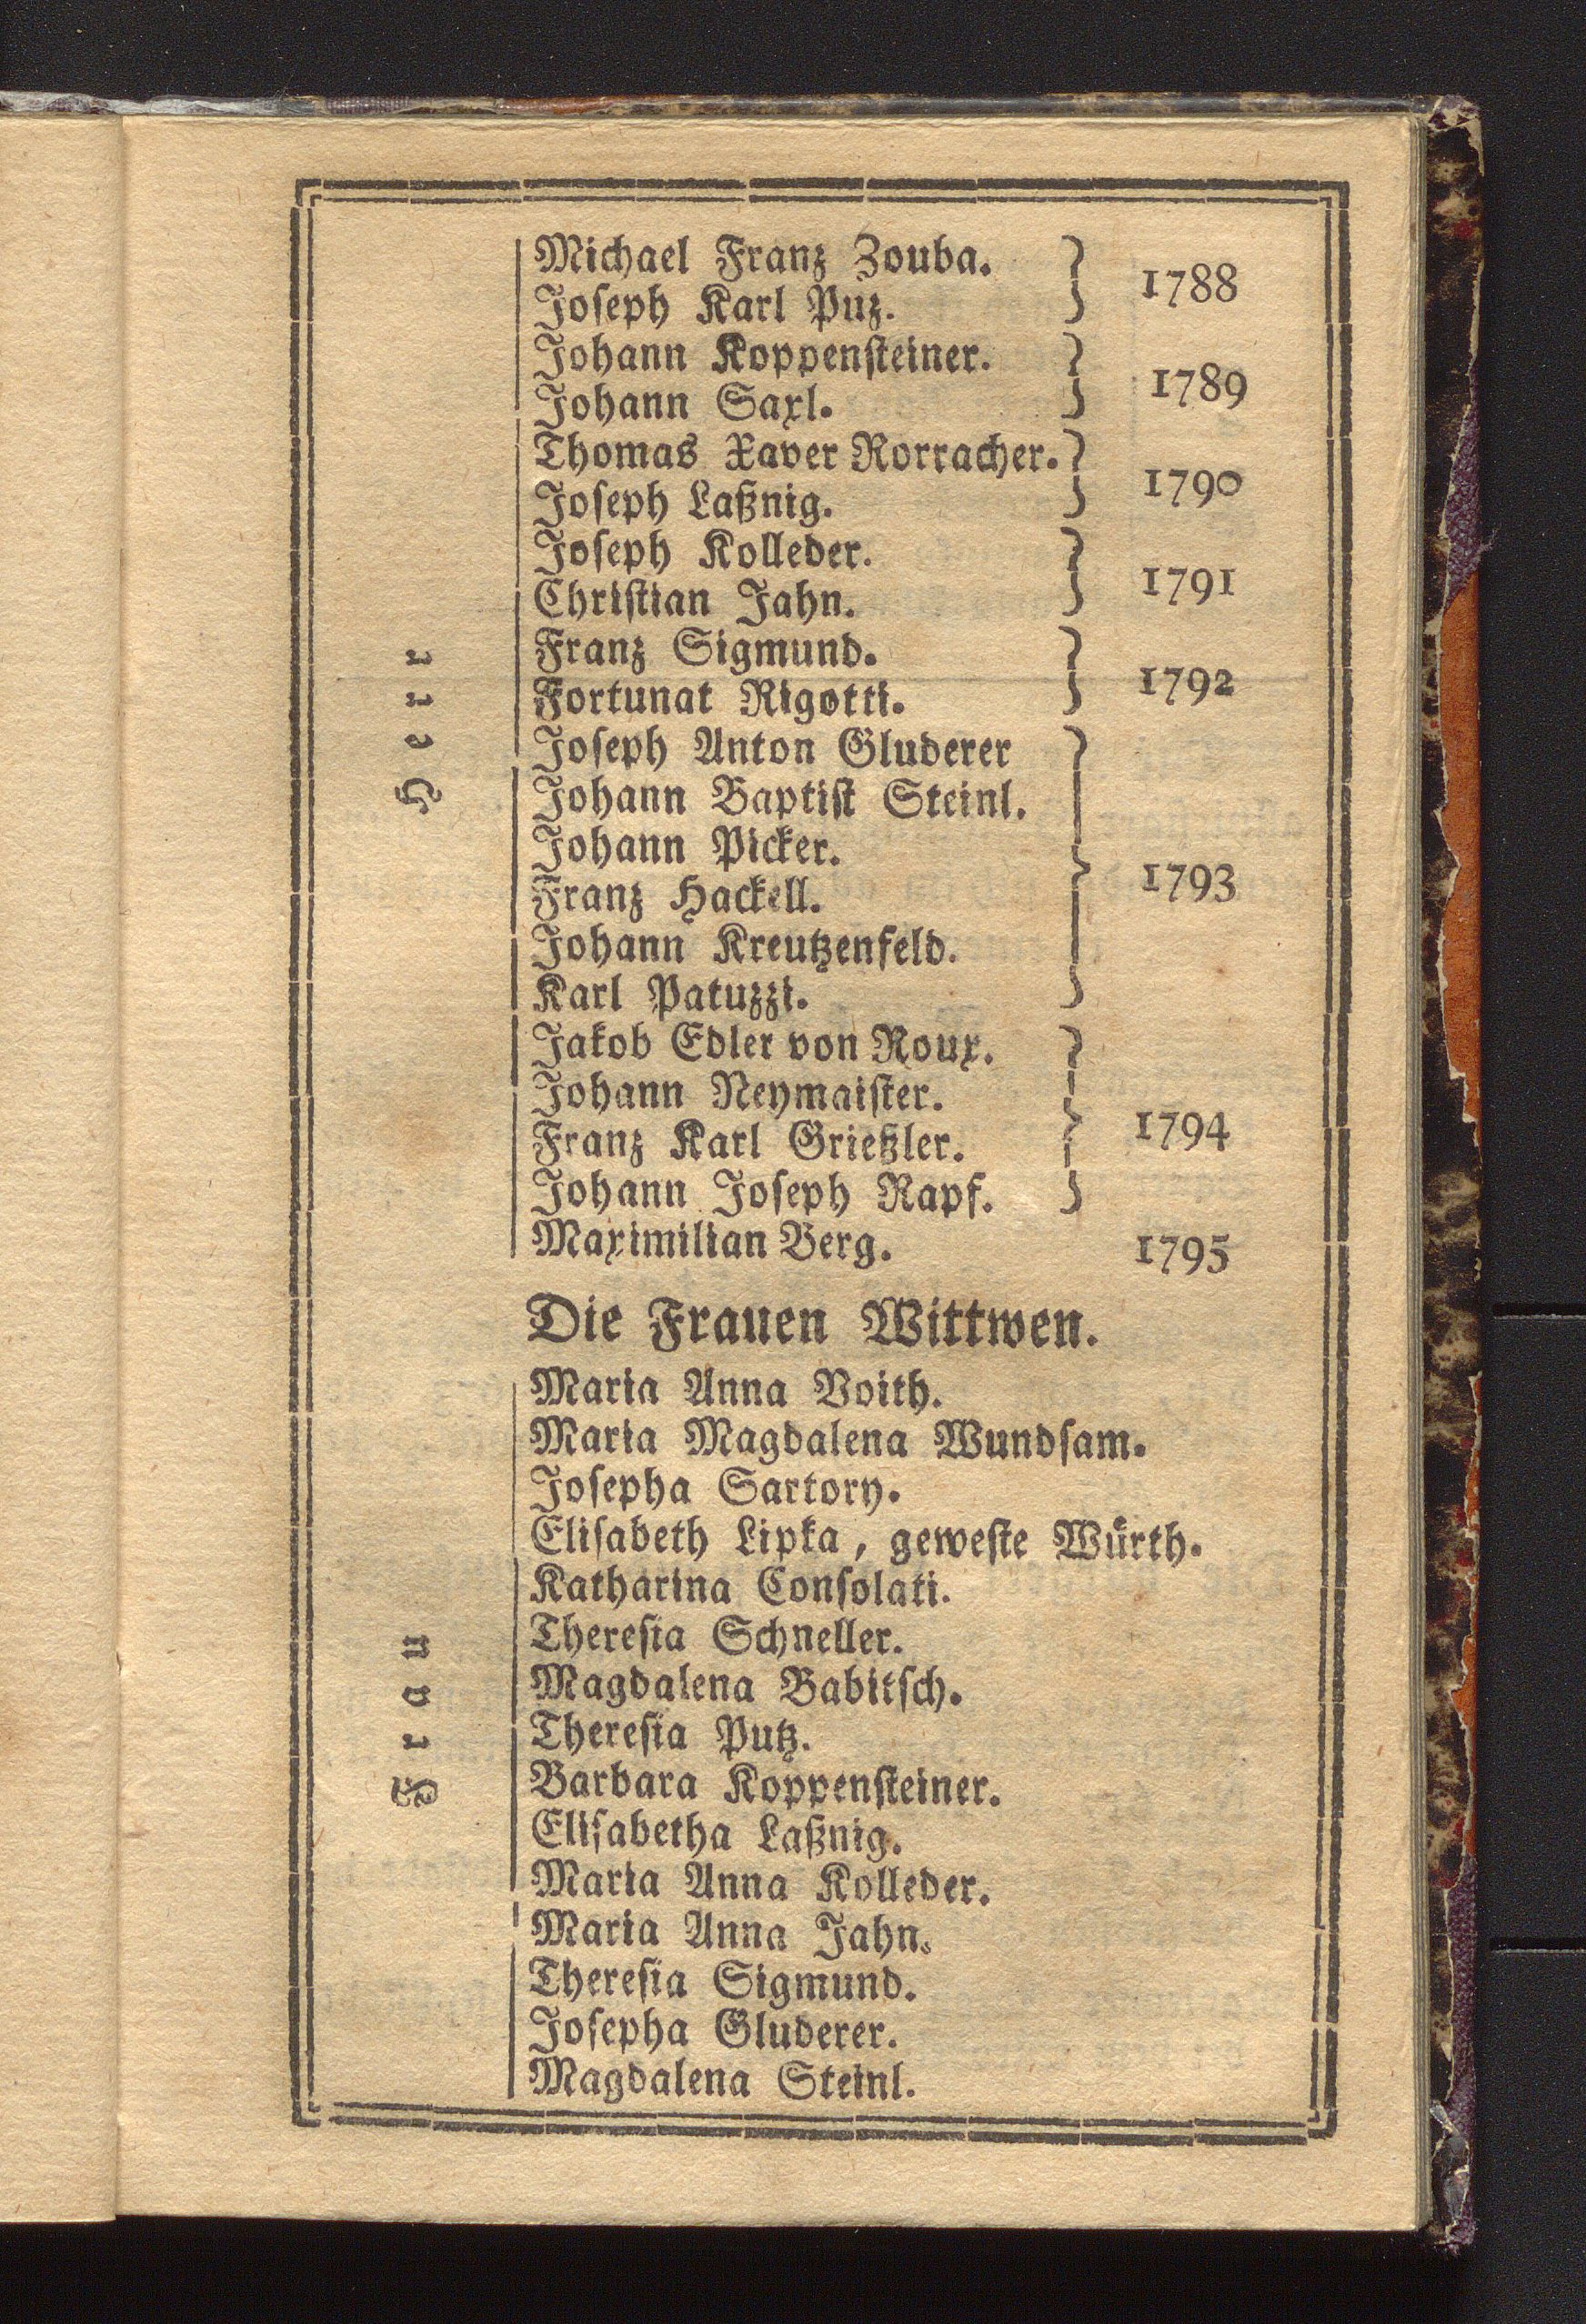 Herr
Michael Franz Zouba.
Joseph Karl Puz. } 1788
Johann Koppensteiner.
Johann Saxl. } 1789
Thomas Xaver Rorracher.
Joseph Laßnig. } 1790
Joseph Kolleder.
Christian Jahn. } 1791
Franz Sigmund.
Fortunat Rigotti. } 1792
Joseph Anton Gluderer
Johann Baptist Steinl.
Johann Picker.
Franz Hackell. } 1793
Johann Kreutzenfeld.
Karl Patuzzi.
Jakob Edler von Roux.
Johann Neymaister.
Franz Karl Grießler. } 1794
Johann Joseph Rapf.
Maximilian Berg. 1795
Die Frauen Wittwen.
Frau
Maria Anna Voith.
Maria Magdalena Wundsam.
Josepha Sartory.
Elisabeth Lipka, geweste Würth.
Katharina Consolati.
Theresia Schneller.
Magdalena Babitsch.
Theresia Putz.
Barbara Koppensteiner.
Elisabetha Laßnig.
Maria Anna Kolleder.
Maria Anna Jahn.
Theresia Sigmund.
Josepha Gluderer.
Magdalena Steinl.